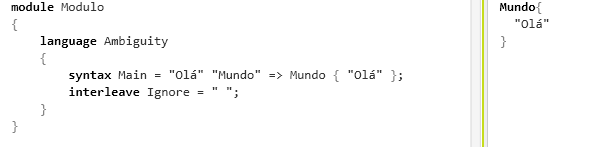 module Modulo
{
language Ambiguity
{
syntax Main = "Olá" "Mundo" => Mundo { "Olá" };
interleave Ignore = " ";
}
}
Mundo{
"Olá"
}